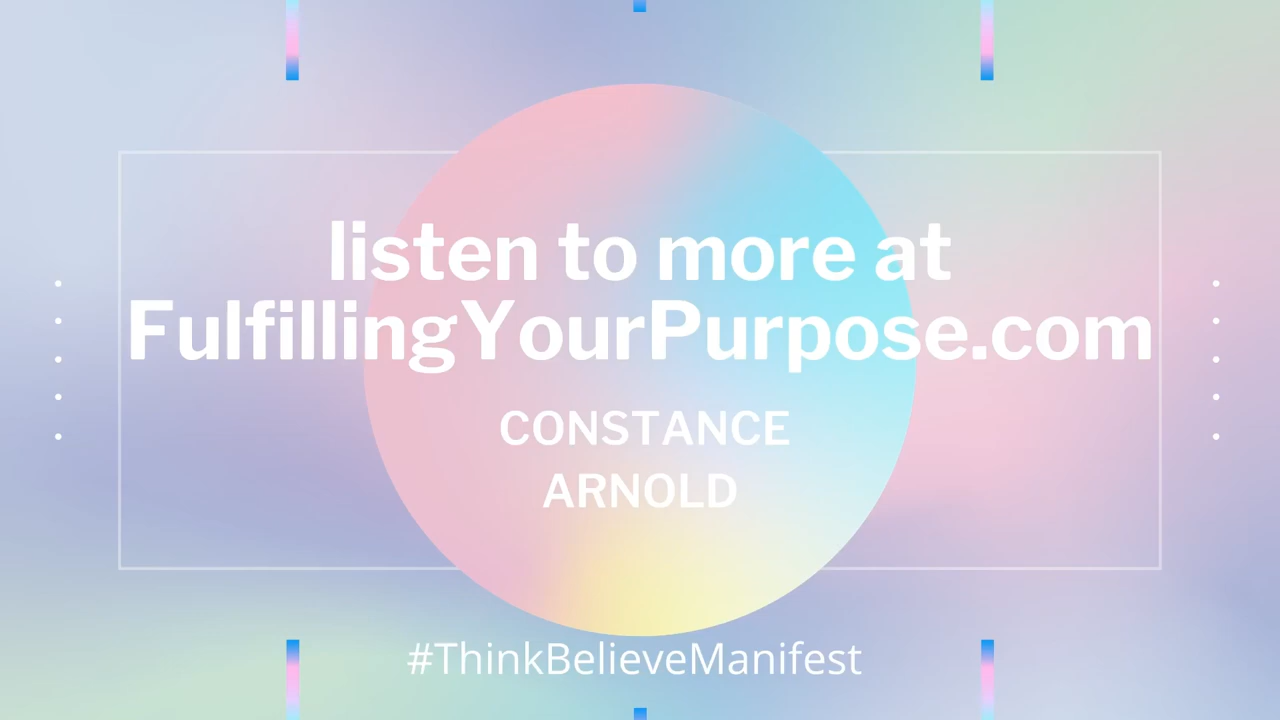 listen to more at
FulfillingYourPurpose.com
CONSTANCE
ARNOLD
#ThinkBelieveManifest